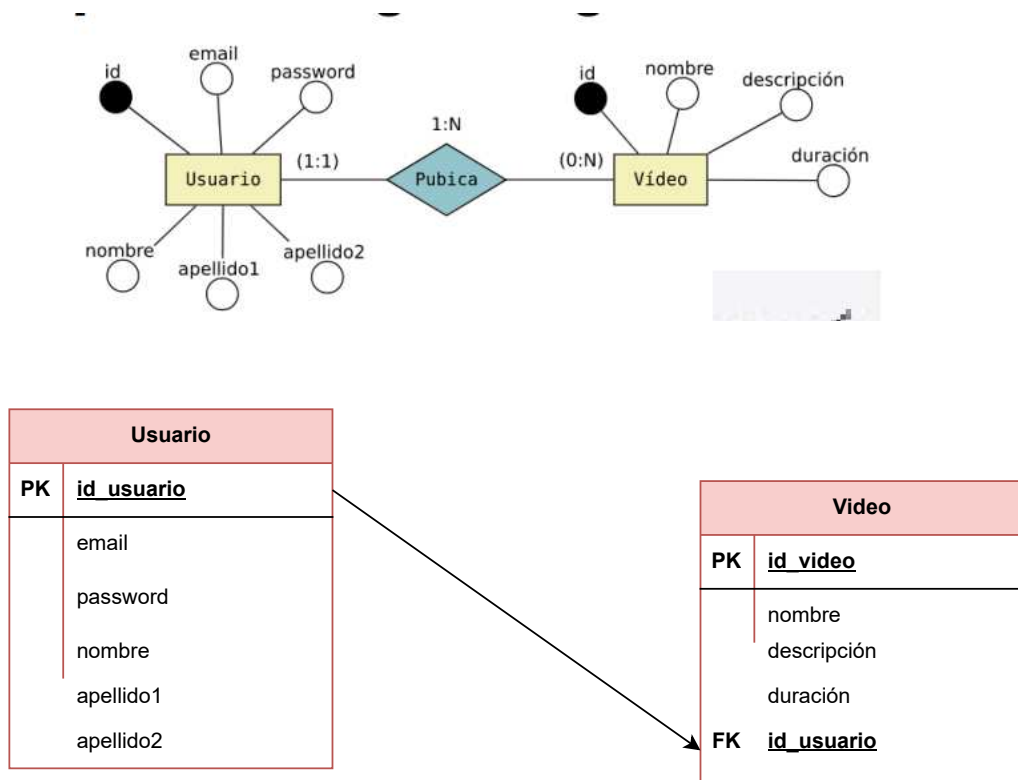 email
id
password
id
nombre
descripción
1:N
(1:1)
(0:N)
duración
Usuario
Pubica
Vídeo
nombre
apellido1
apellido2
Usuario
PK id_usuario
email
password
nombre
apellido1
apellido2
Video
PK id_video
nombre
descripción
duración
FK id_usuario